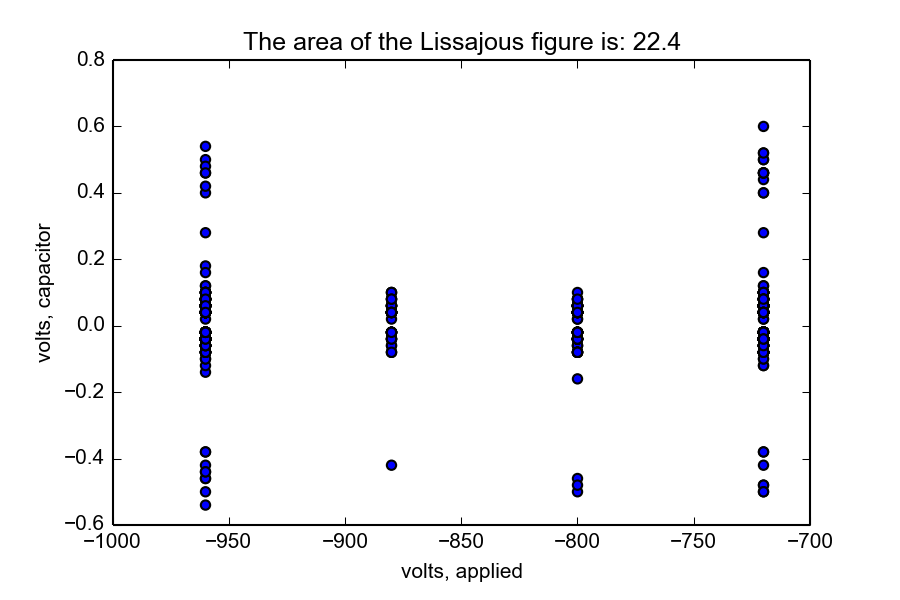 The area of the Lissajous figure is: 22.4
0.8
0.6
0.4
0.2
0.0
−0.2
−0.4
−0.6
−1000 −950 −900 −850 −800 −750 −700
volts, capacitor
volts, applied